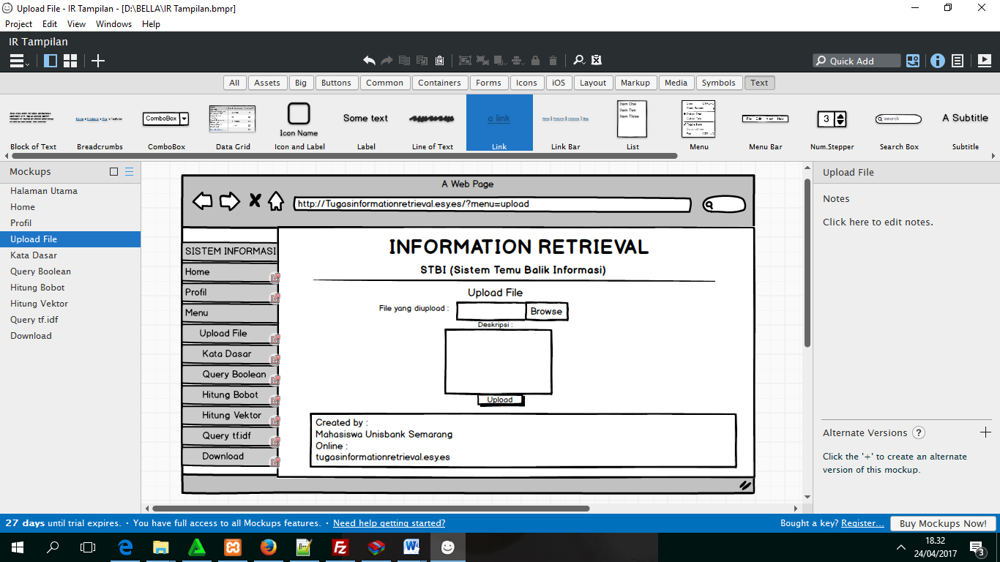 Upload File - IR Tampilan - [D:\BELLA\IR Tampilan.bmpr]
Project Edit View Windows Help
IR Tampilan
Quick Add
All Assets Big Buttons Common Containers Forms Icons iOS Layout Markup Media Symbols Text
ComboBox
Some text
a link
Item One
Item Two
Item Three
File Edit View Help
3
search
A Subtitle
Icon Name
Block of Text Breadcrumbs ComboBox Data Grid Icon and Label Label Line of Text Link Link Bar List Menu Menu Bar Num.Stepper Search Box Subtitle
Mockups
Halaman Utama
Home
Profil
Upload File
Kata Dasar
Query Boolean
Hitung Bobot
Hitung Vektor
Query tf.idf
Download
A Web Page
http://Tugasinformationretrieval.esy.es/?menu=upload
SISTEM INFORMASI
Home
Profil
Menu
Upload File
Kata Dasar
Query Boolean
Hitung Bobot
Hitung Vektor
Query tf.idf
Download
INFORMATION RETRIEVAL
STBI (Sistem Temu Balik Informasi)
Upload File
File yang diupload :
Browse
Deskripsi :
Upload
Created by :
Mahasiswa Unisbank Semarang
Online :
tugasinformationretrieval.esy.es
Upload File
Notes
Click here to edit notes.
Alternate Versions ?
Click the '+' to create an alternate
version of this mockup.
27 days until trial expires. · You have full access to all Mockups features. · Need help getting started?
Bought a key? Register... Buy Mockups Now!
18.32
24/04/2017
3